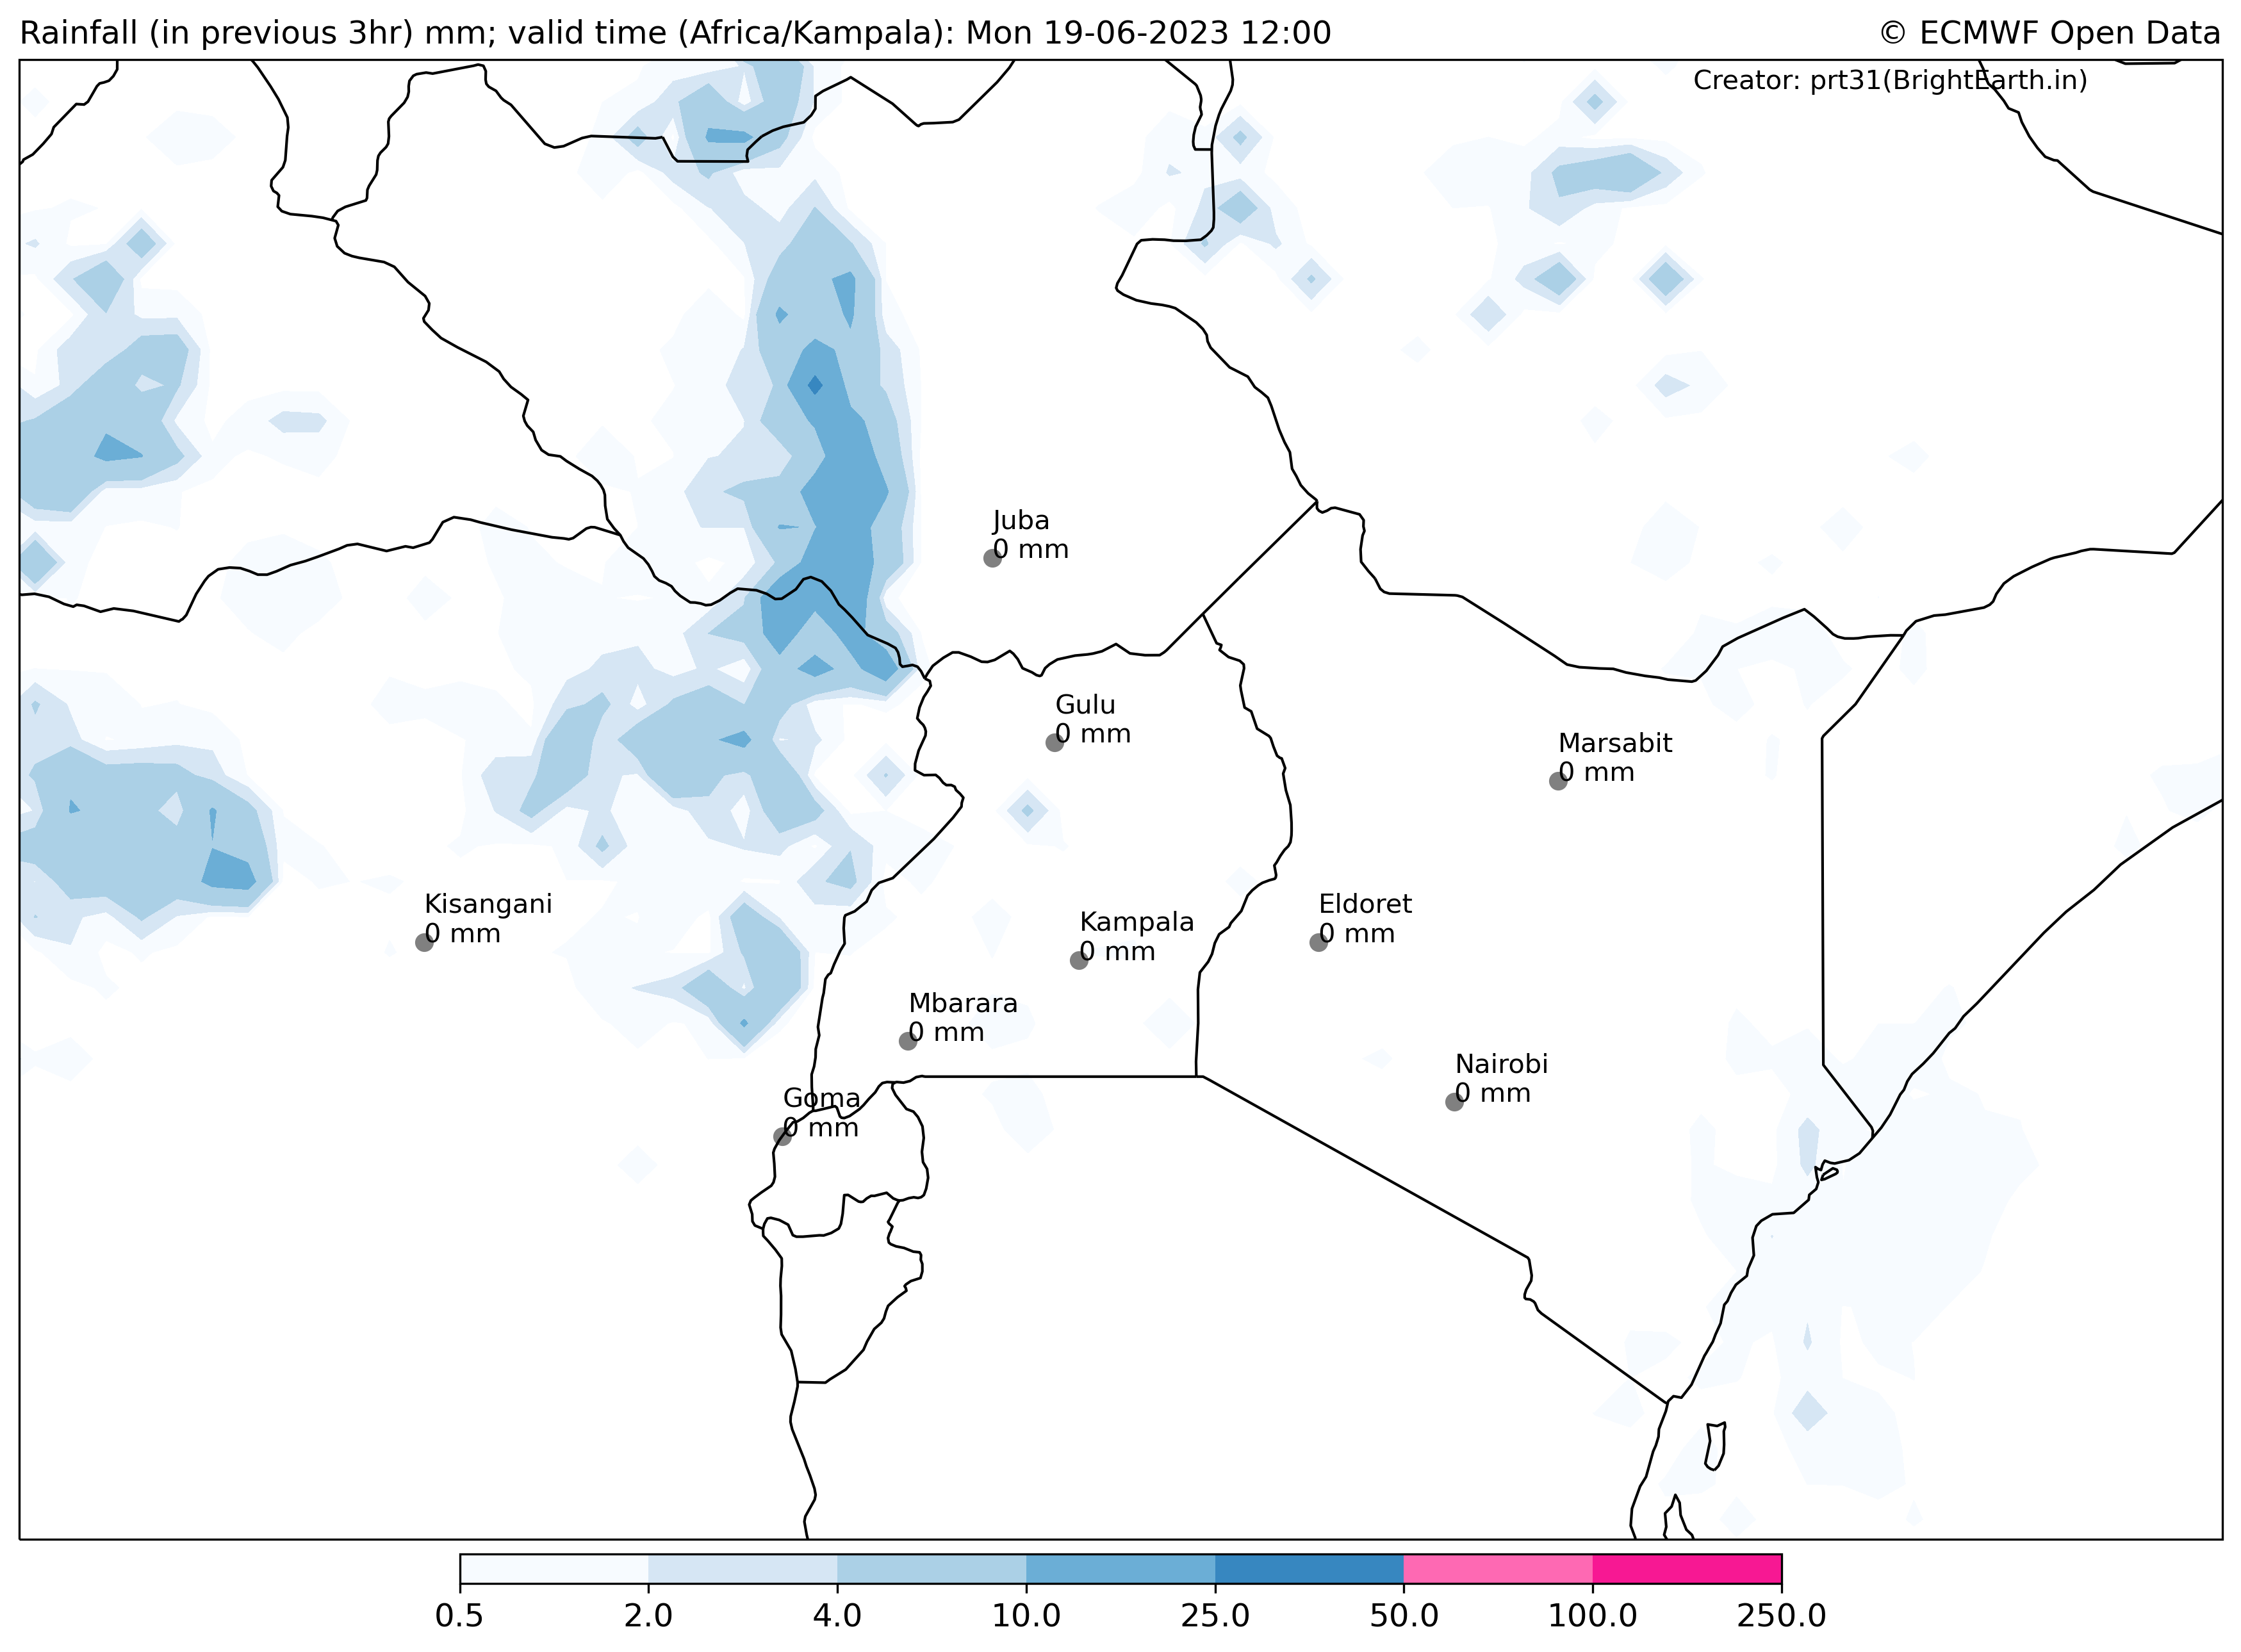 Rainfall (in previous 3hr) mm; valid time (Africa/Kampala): Mon 19-06-2023 12:00
© ECMWF Open Data
Creator: prt31(BrightEarth.in)
Juba
0 mm
Gulu
0 mm
Marsabit
0 mm
Kisangani
0 mm
Kampala
0 mm
Eldoret
0 mm
Mbarara
0 mm
Nairobi
0 mm
Goma
0 mm
0.5 2.0 4.0 10.0 25.0 50.0 100.0 250.0